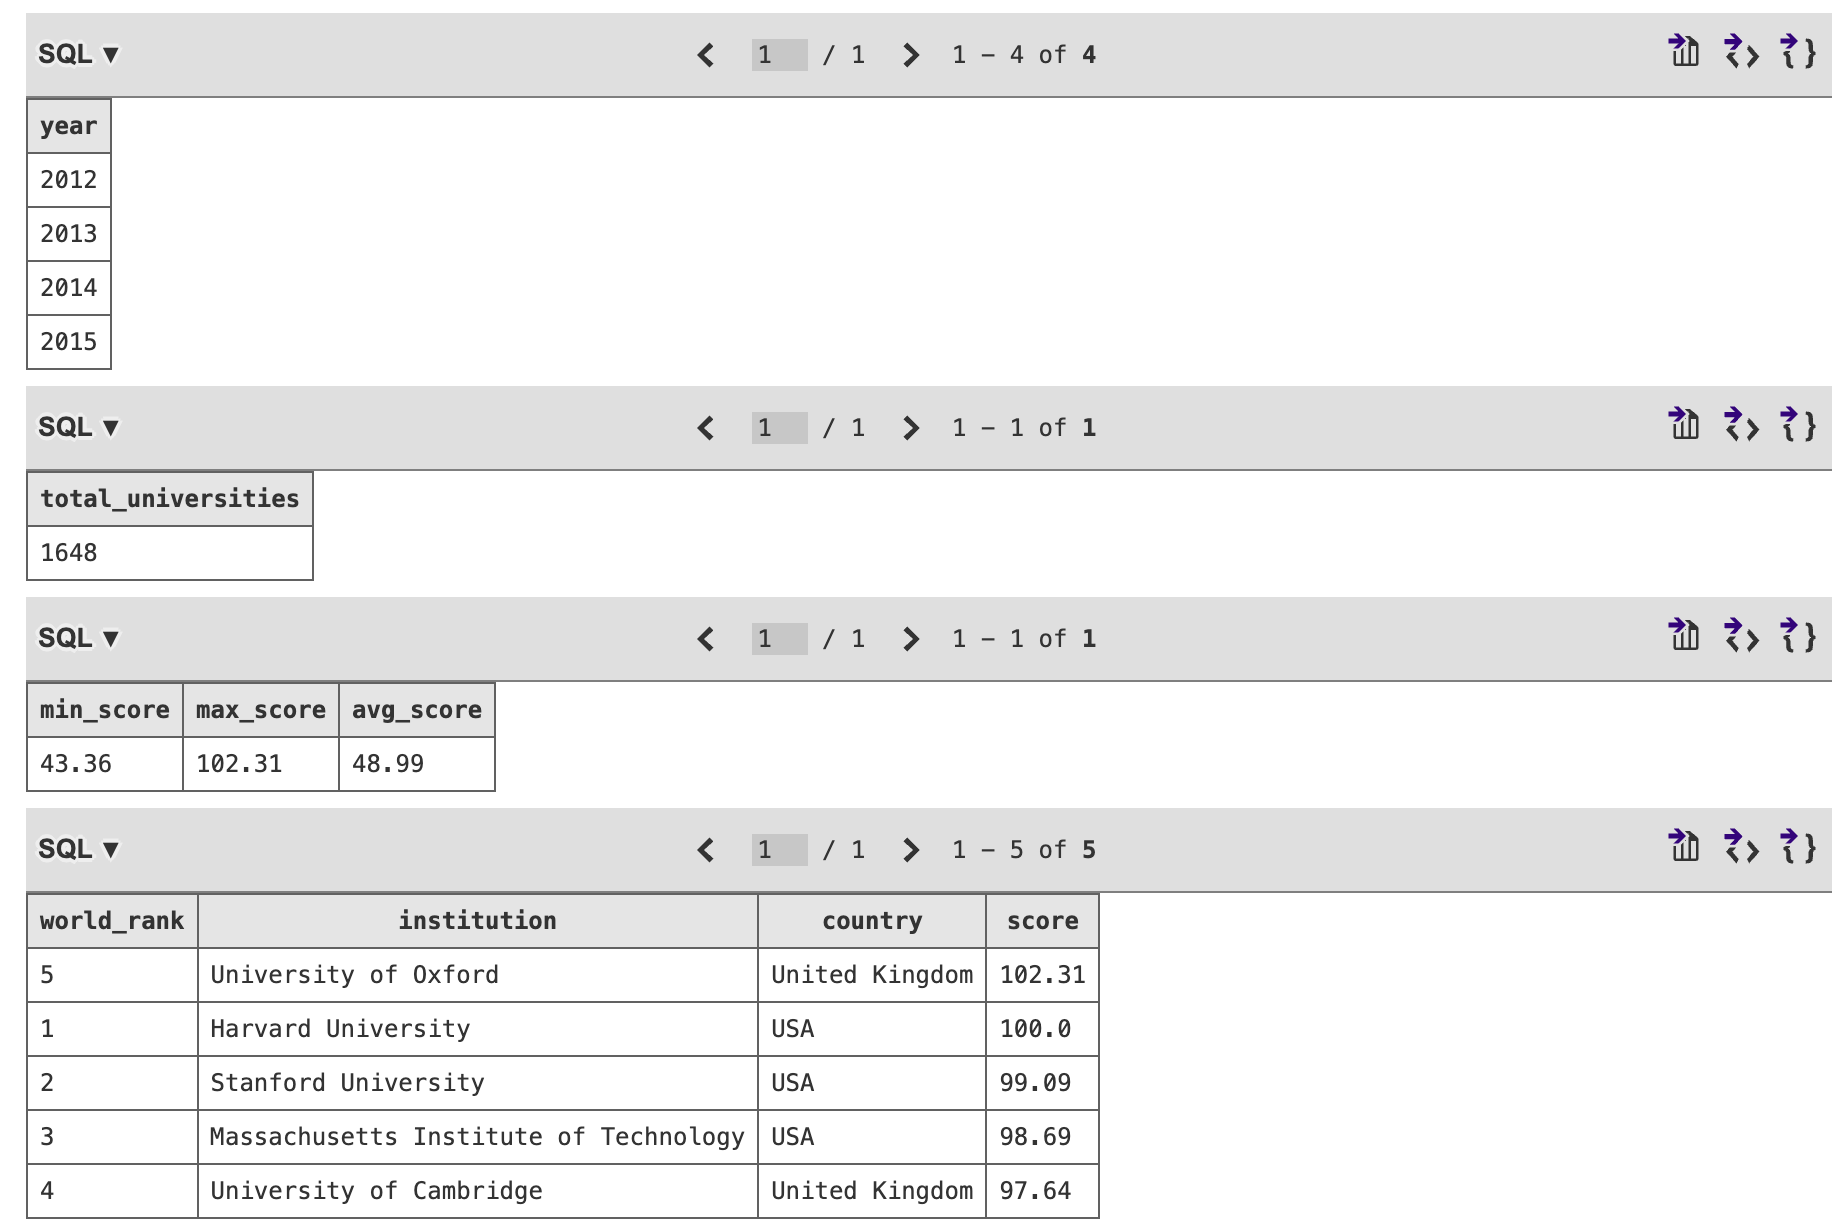 SQL ▼ 1 / 1 1 – 4 of 4
year
2012
2013
2014
2015
SQL ▼ 1 / 1 1 – 1 of 1
total_universities
1648
SQL ▼ 1 / 1 1 – 1 of 1
min_score max_score avg_score
43.36 102.31 48.99
SQL ▼ 1 / 1 1 – 5 of 5
world_rank institution country score
5 University of Oxford United Kingdom 102.31
1 Harvard University USA 100.0
2 Stanford University USA 99.09
3 Massachusetts Institute of Technology USA 98.69
4 University of Cambridge United Kingdom 97.64